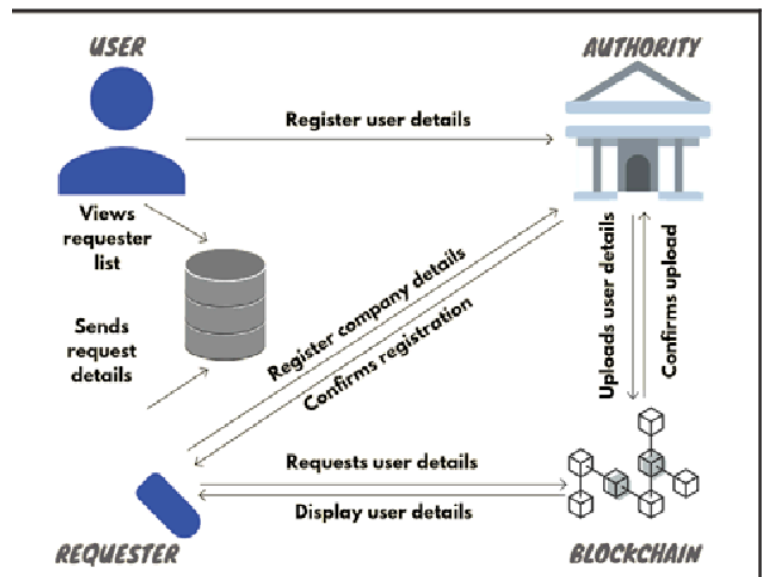 USER
AUTHORITY
Register user details
Views
requester
list
Sends
request
details
Register company details
Confirms registration
Uploads user details
Confirms upload
Requests user details
Display user details
REQUESTER
BLOCKCHAIN